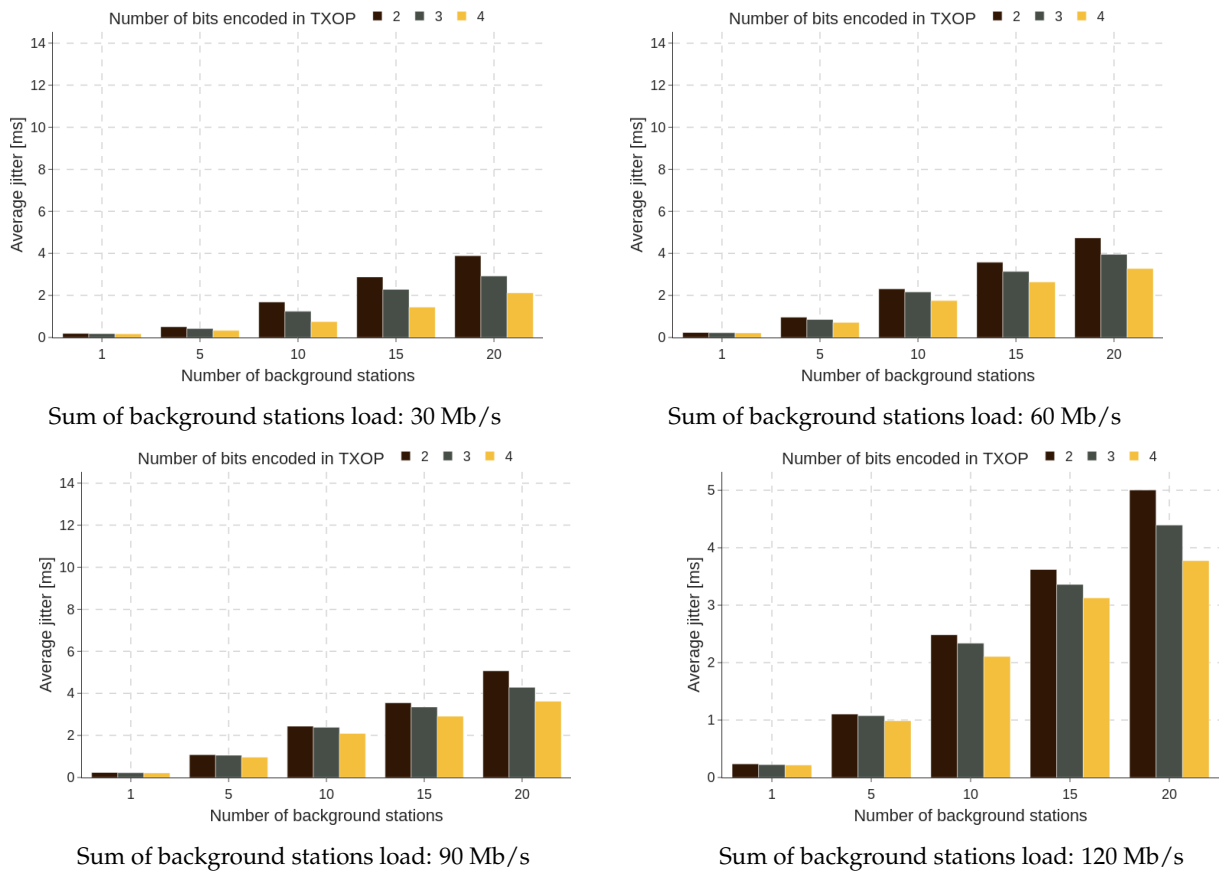 Number of bits encoded in TXOP 2 3 4
14
12
10
8
6
4
2
0
Average jitter [ms]
1 5 10 15 20
Number of background stations
Sum of background stations load: 30 Mb/s
Number of bits encoded in TXOP 2 3 4
14
12
10
8
6
4
2
0
Average jitter [ms]
1 5 10 15 20
Number of background stations
Sum of background stations load: 60 Mb/s
Number of bits encoded in TXOP 2 3 4
14
12
10
8
6
4
2
0
Average jitter [ms]
1 5 10 15 20
Number of background stations
Sum of background stations load: 90 Mb/s
Number of bits encoded in TXOP 2 3 4
5
4
3
2
1
0
Average jitter [ms]
1 5 10 15 20
Number of background stations
Sum of background stations load: 120 Mb/s